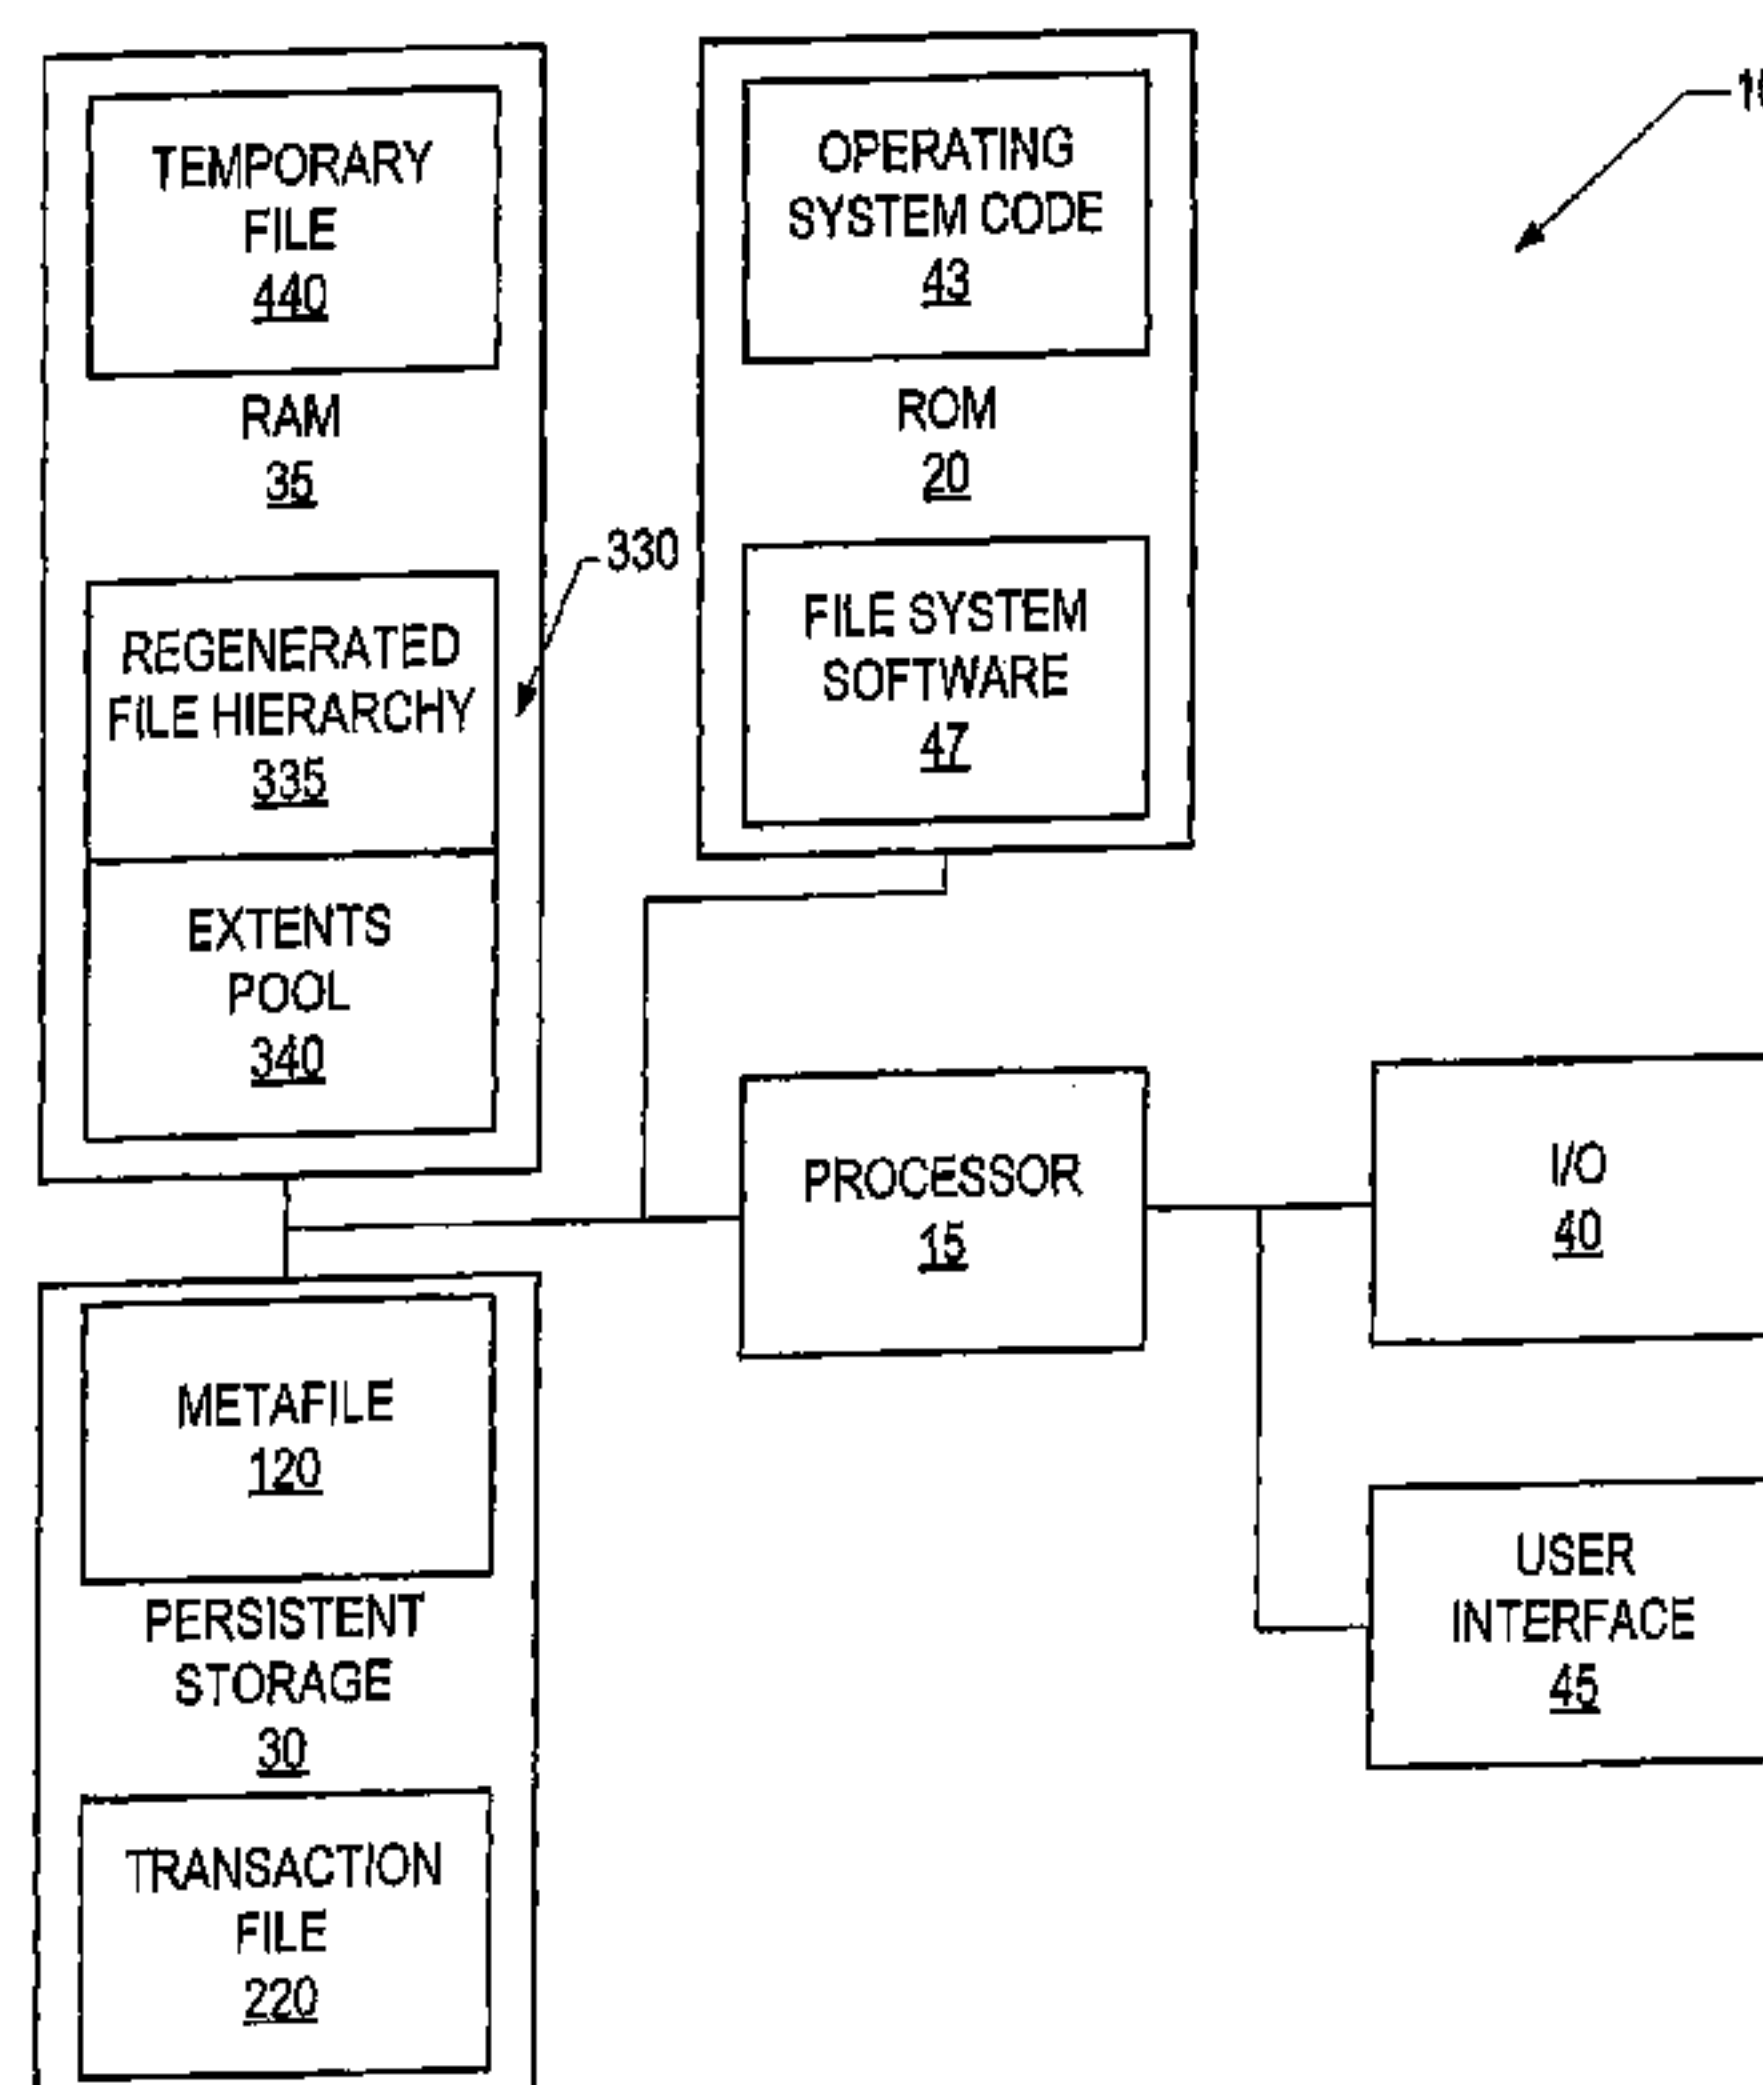 TEMPORARY
FILE
440
RAM
35
330
REGENERATED
FILE HIERARCHY
335
EXTENTS
POOL
340
OPERATING
SYSTEM CODE
43
ROM
20
FILE SYSTEM
SOFTWARE
47
PROCESSOR
15
I/O
40
USER
INTERFACE
45
METAFILE
120
PERSISTENT
STORAGE
30
TRANSACTION
FILE
220